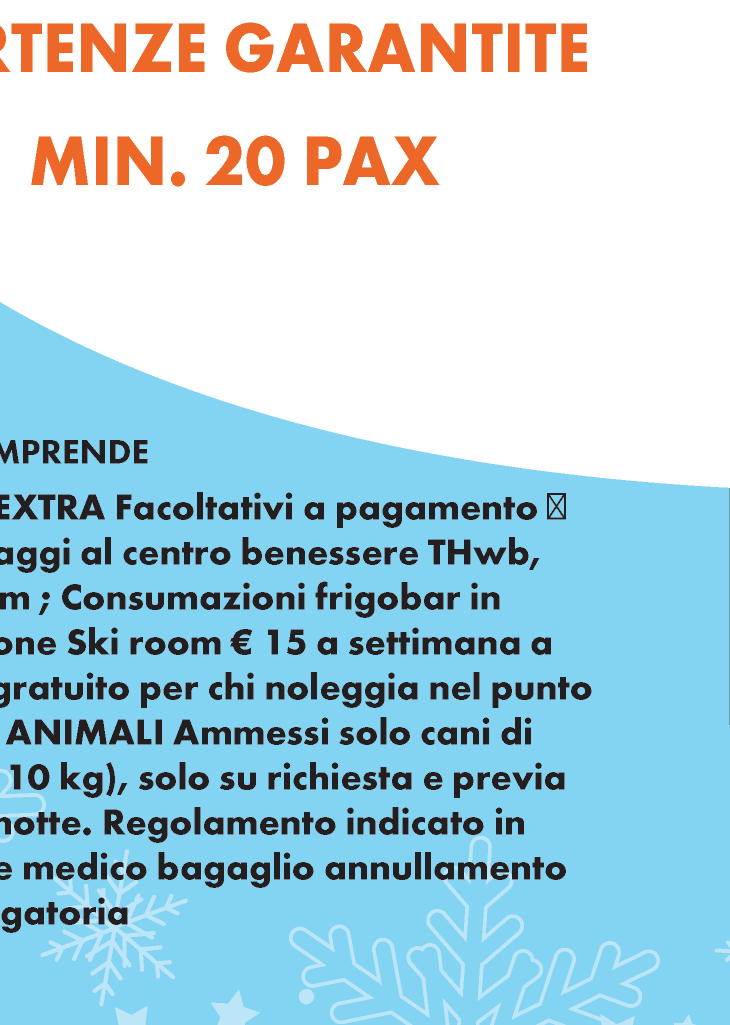 RTENZE GARANTITE
MIN. 20 PAX
MPRENDE
EXTRA Facoltativi a pagamento
aggi al centro benessere THwb,
m ; Consumazioni frigobar in
one Ski room € 15 a settimana a
gratuito per chi noleggia nel punto
ANIMALI Ammessi solo cani di
10 kg), solo su richiesta e previa
notte. Regolamento indicato in
e medico bagaglio annullamento
gatoria